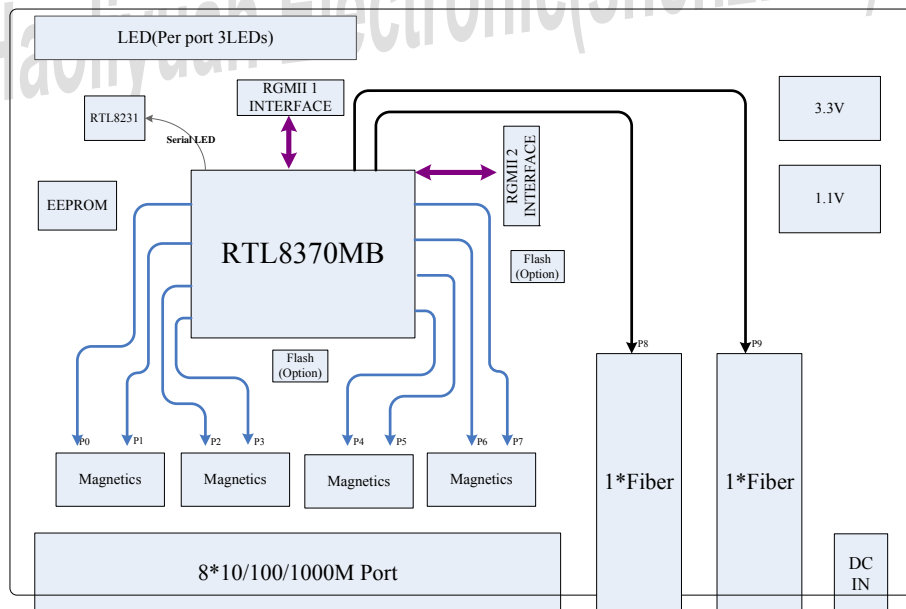 LED(Per port 3LEDs)
RGMII 1
INTERFACE
RTL8231
Serial LED
3.3V
RGMII 2
INTERFACE
1.1V
EEPROM
RTL8370MB
Flash
(Option)
Flash
(Option)
P8
P9
P0
P1
P2
P3
P4
P5
P6
P7
Magnetics
Magnetics
Magnetics
Magnetics
1*Fiber
1*Fiber
8*10/100/1000M Port
DC
IN